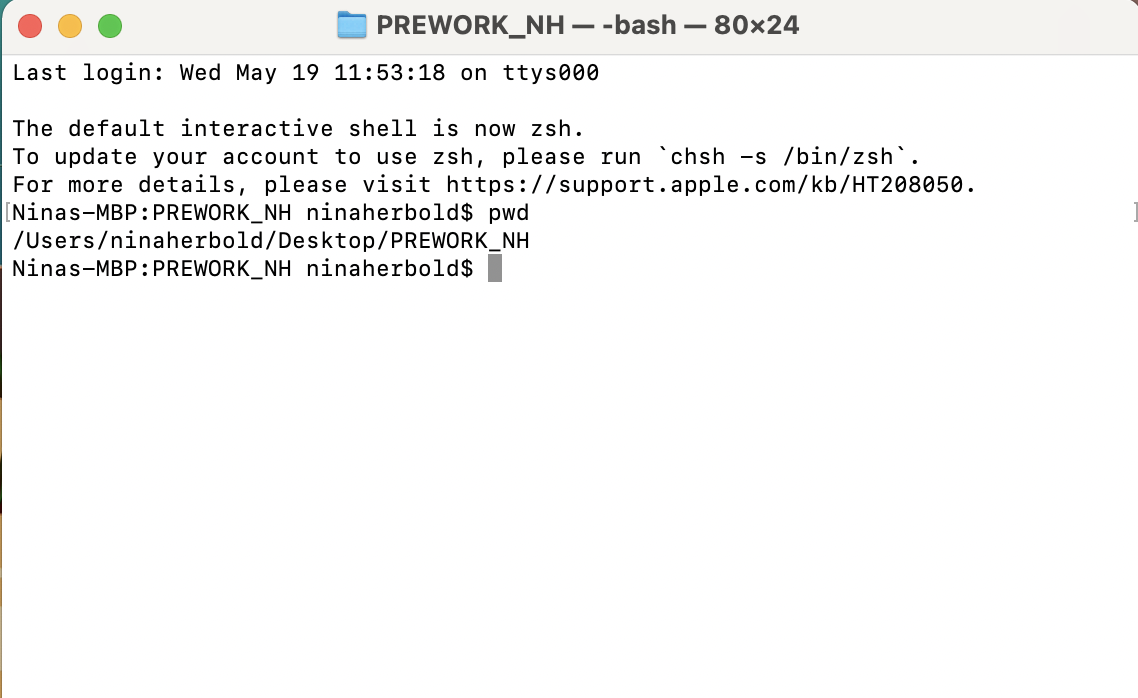 PREWORK_NH — -bash — 80×24
Last login: Wed May 19 11:53:18 on ttys000
The default interactive shell is now zsh.
To update your account to use zsh, please run `chsh -s /bin/zsh`.
For more details, please visit https://support.apple.com/kb/HT208050.
[Ninas-MBP:PREWORK_NH ninaherbold$ pwd ]
/Users/ninaherbold/Desktop/PREWORK_NH
Ninas-MBP:PREWORK_NH ninaherbold$